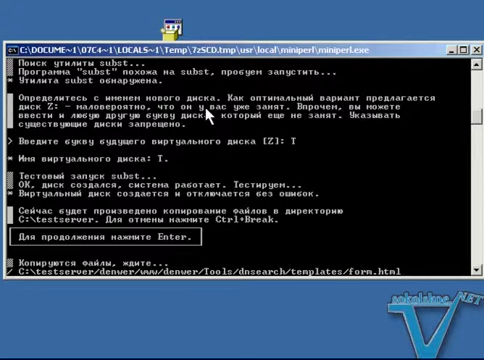 C:\DOCUME~1\07C4~1\LOCALS~1\Temp\7zSCD.tmp\usr\local\miniperl\miniperl.exe
Поиск утилиты subst...
Программа "subst" похожа на subst, пробуем запустить...
* Утилита subst обнаружена.
Определитесь с именем нового диска. Как оптимальный вариант предлагается
диск Z: - маловероятно, что он у вас уже занят. Впрочем, вы можете
ввести и любую другую букву диска, который еще не занят. Указывать
существующие диски запрещено.
> Введите букву будущего виртуального диска [Z]: T
* Имя виртуального диска: T.
Тестовый запуск subst...
OK, диск создался, система работает. Тестируем...
* Виртуальный диск создается и отключается без ошибок.
Сейчас будет произведено копирование файлов в директорию
C:\testserver. Для отмены нажмите Ctrl+Break.
Для продолжения нажмите Enter.
Копируются файлы, ждите...
/ C:\testserver/denwer/www/denwer/Tools/dnsearch/templates/form.html
sokolskoe
NET